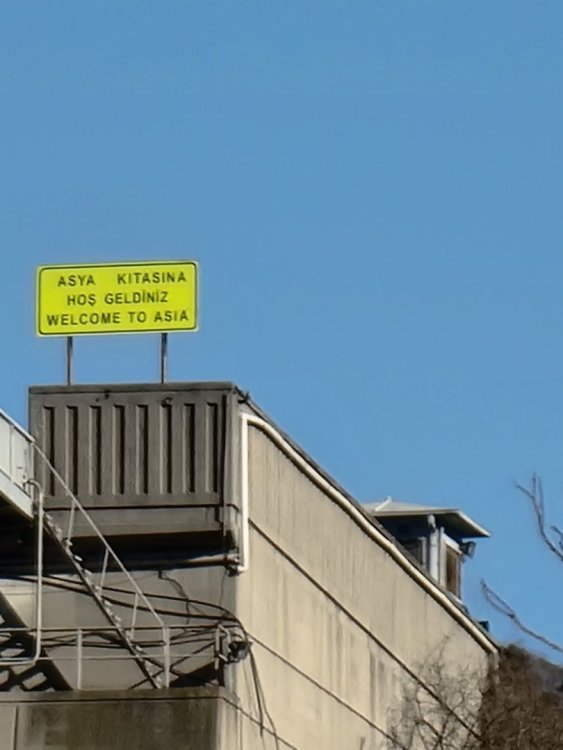 ASYA KITASINA
HOŞ GELDİNİZ
WELCOME TO ASIA